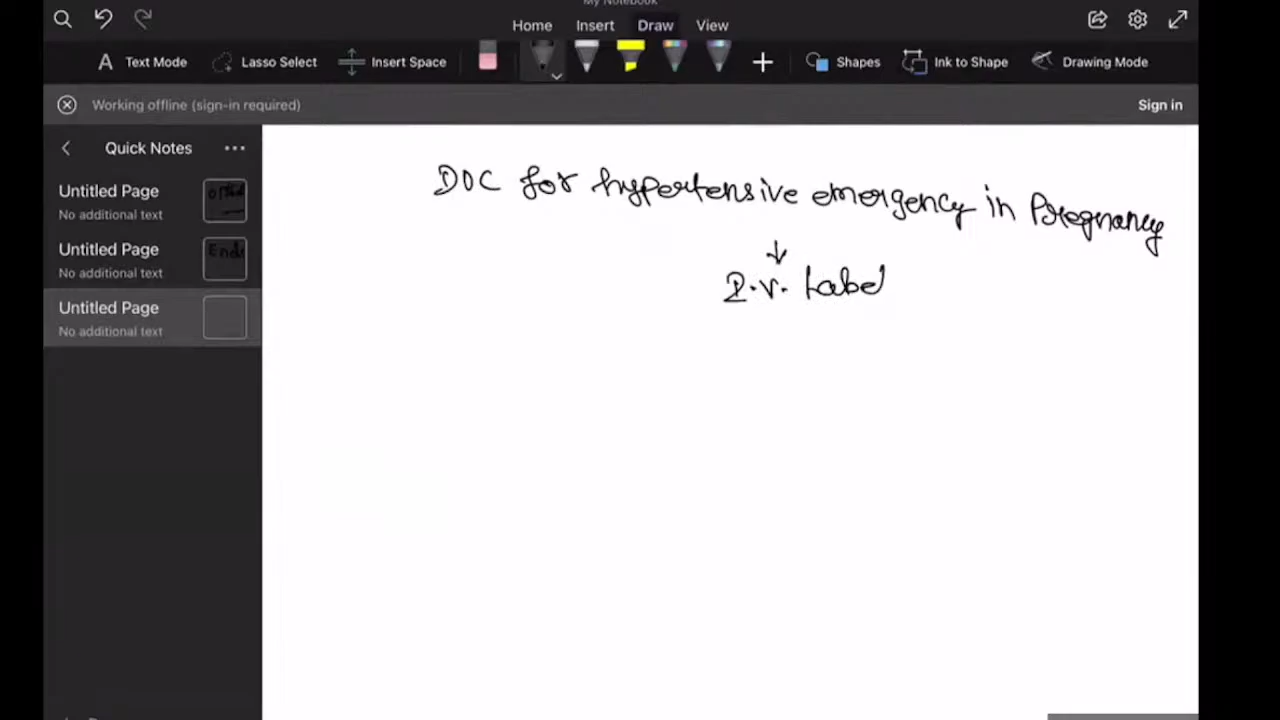 My Notebook
Home Insert Draw View
Text Mode Lasso Select Insert Space Shapes Ink to Shape Drawing Mode
Working offline (sign-in required) Sign in
Quick Notes
Untitled Page
No additional text
Untitled Page
No additional text
Untitled Page
No additional text
DOC for hypertensive emergency in Pregnancy
↓
I.V. Label